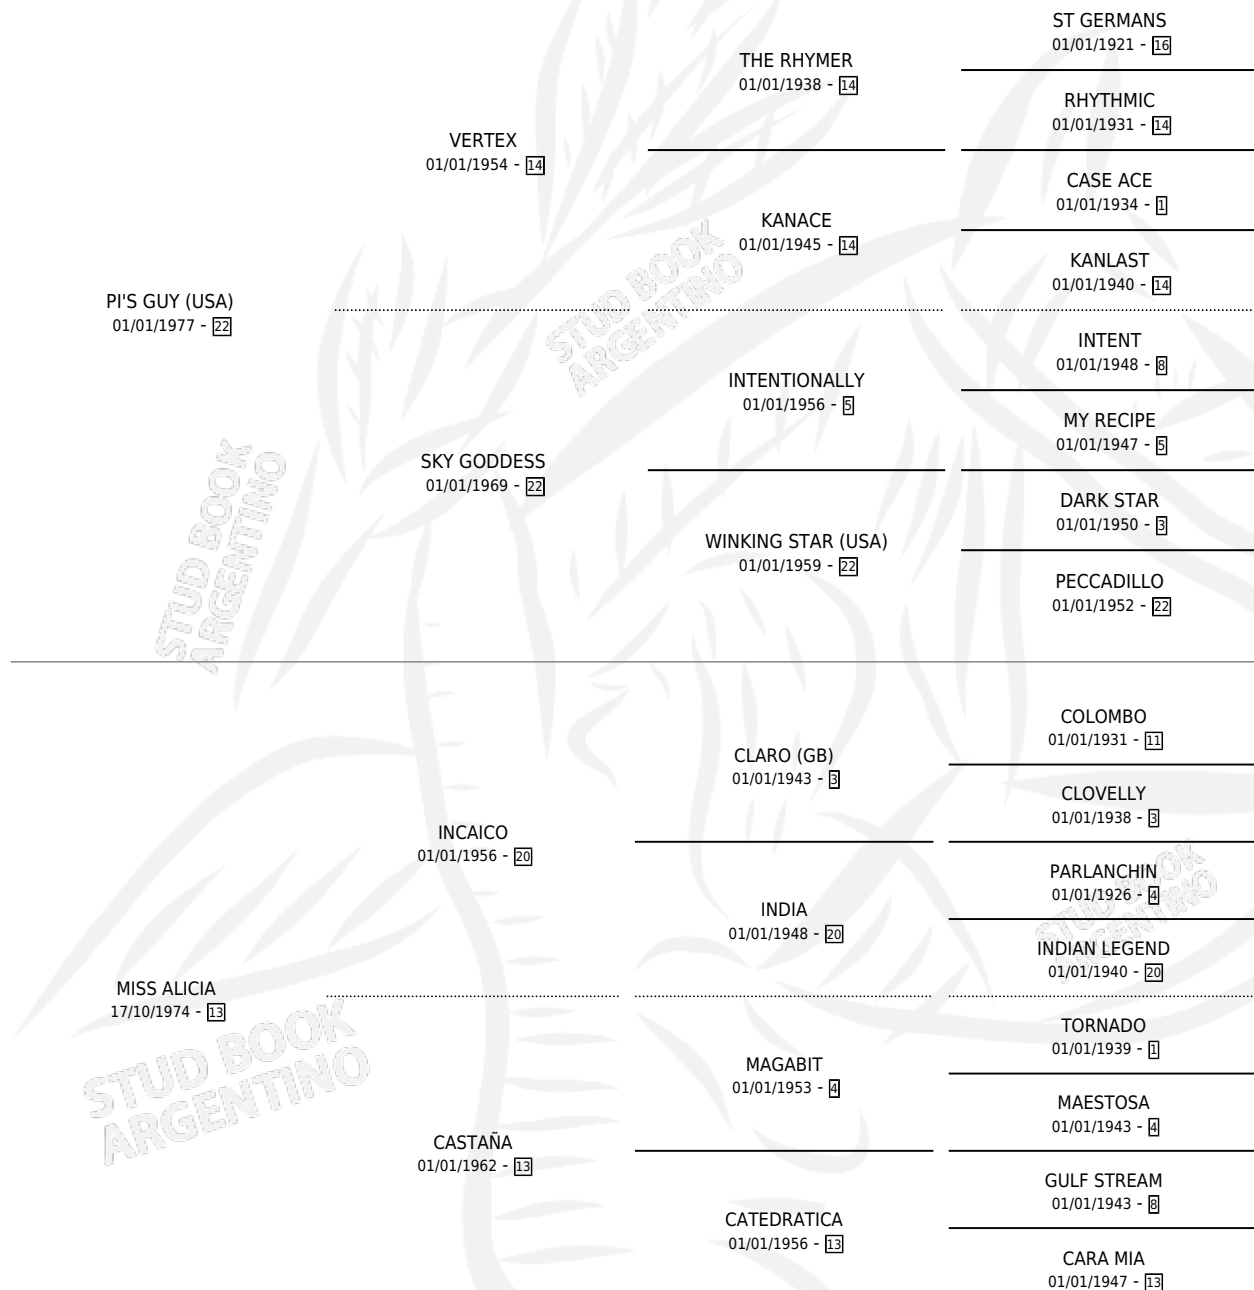 PI'S GUY (USA)
01/01/1977 - 22
VERTEX
01/01/1954 - 14
THE RHYMER
01/01/1938 - 14
ST GERMANS
01/01/1921 - 16
RHYTHMIC
01/01/1931 - 14
KANACE
01/01/1945 - 14
CASE ACE
01/01/1934 - 1
KANLAST
01/01/1940 - 14
SKY GODDESS
01/01/1969 - 22
INTENTIONALLY
01/01/1956 - 5
INTENT
01/01/1948 - 8
MY RECIPE
01/01/1947 - 5
WINKING STAR (USA)
01/01/1959 - 22
DARK STAR
01/01/1950 - 3
PECCADILLO
01/01/1952 - 22
MISS ALICIA
17/10/1974 - 13
INCAICO
01/01/1956 - 20
CLARO (GB)
01/01/1943 - 3
COLOMBO
01/01/1931 - 11
CLOVELLY
01/01/1938 - 3
INDIA
01/01/1948 - 20
PARLANCHIN
01/01/1926 - 4
INDIAN LEGEND
01/01/1940 - 20
CASTAÑA
01/01/1962 - 13
MAGABIT
01/01/1953 - 4
TORNADO
01/01/1939 - 1
MAESTOSA
01/01/1943 - 4
CATEDRATICA
01/01/1956 - 13
GULF STREAM
01/01/1943 - 8
CARA MIA
01/01/1947 - 13
STUD BOOK
ARGENTINO
STUD BOOK
ARGENTINO
STUD BOOK
ARGENTINO
STUD BOOK
ARGENTINO